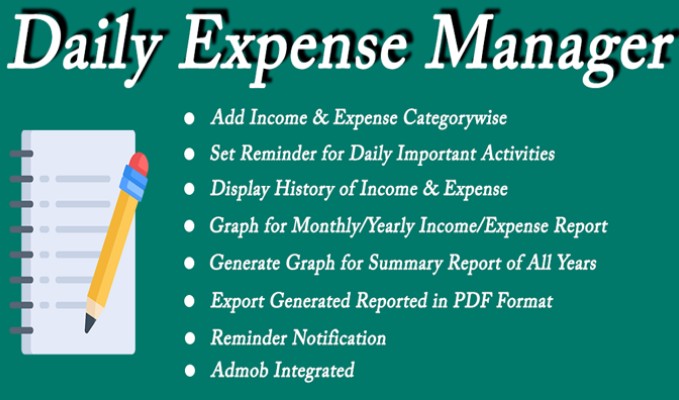 Daily Expense Manager
Add Income & Expense Categorywise
Set Reminder for Daily Important Activities
Display History of Income & Expense
Graph for Monthly/Yearly Income/Expense Report
Generate Graph for Summary Report of All Years
Export Generated Reported in PDF Format
Reminder Notification
Admob Integrated